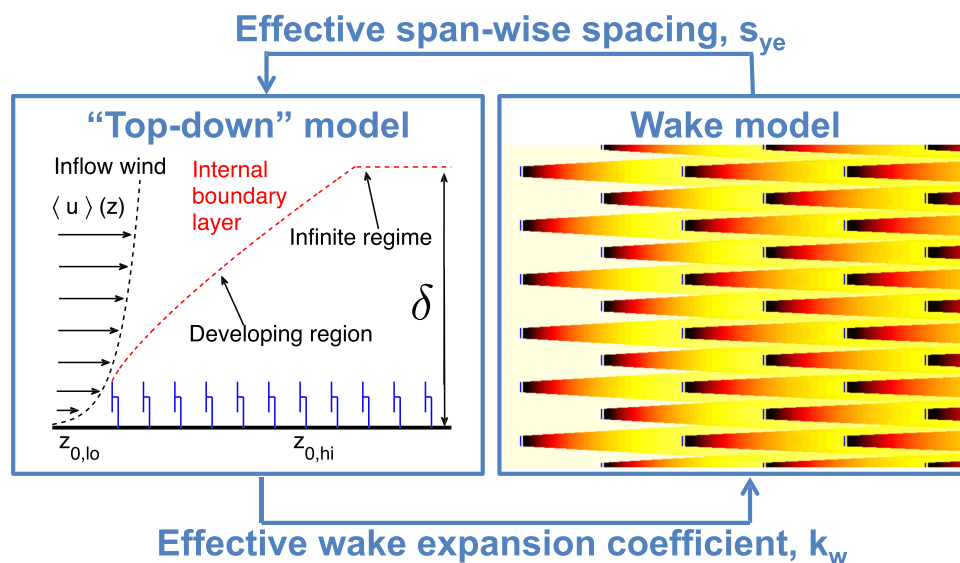 Effective span-wise spacing, sye
“Top-down” model
Inflow wind
⟨ u ⟩ (z)
Internal
boundary
layer
Infinite regime
δ
Developing region
z0,lo
z0,hi
Wake model
Effective wake expansion coefficient, kw